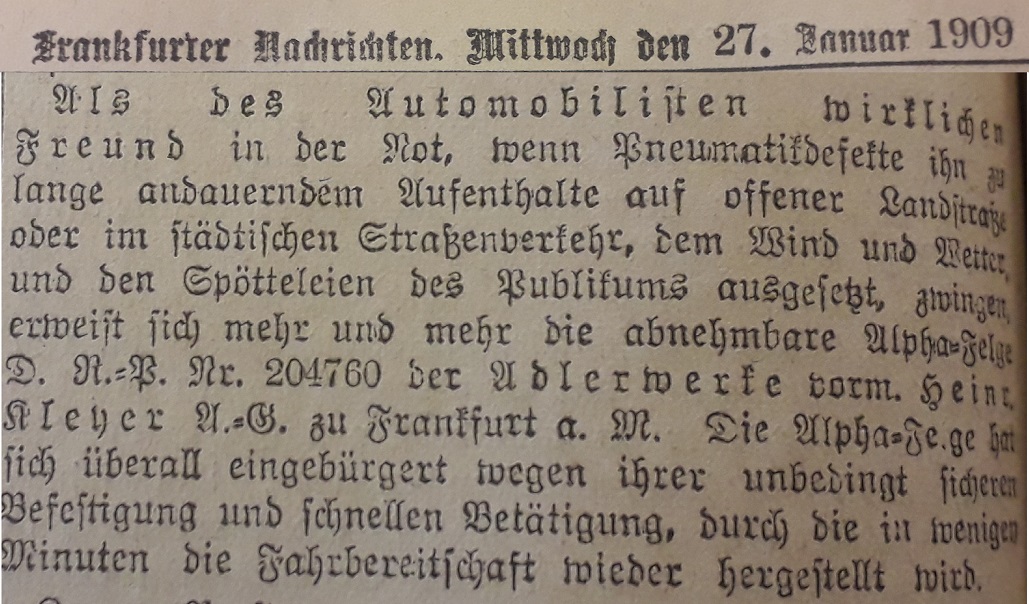 Frankfurter Nachrichten. Mittwoch den 27. Januar 1909
Als des Automobilisten wirklichen
Freund in der Not, wenn Pneumatikdefekte ihn zu
lange andauerndem Aufenthalte auf offener Landstraße
oder im städtischen Straßenverkehr, dem Wind und Wetter,
und den Spötteleien des Publikums ausgesetzt, zwingen,
erweist sich mehr und mehr die abnehmbare Alpha=Felge
D. R.=P. Nr. 204760 der Adlerwerke vorm. Heinr.
Kleyer A.=G. zu Frankfurt a. M. Die Alpha=Fe.ge hat
sich überall eingebürgert wegen ihrer unbedingt sicheren
Befestigung und schnellen Betätigung, durch die in wenigen
Minuten die Fahrbereitschaft wieder hergestellt wird.